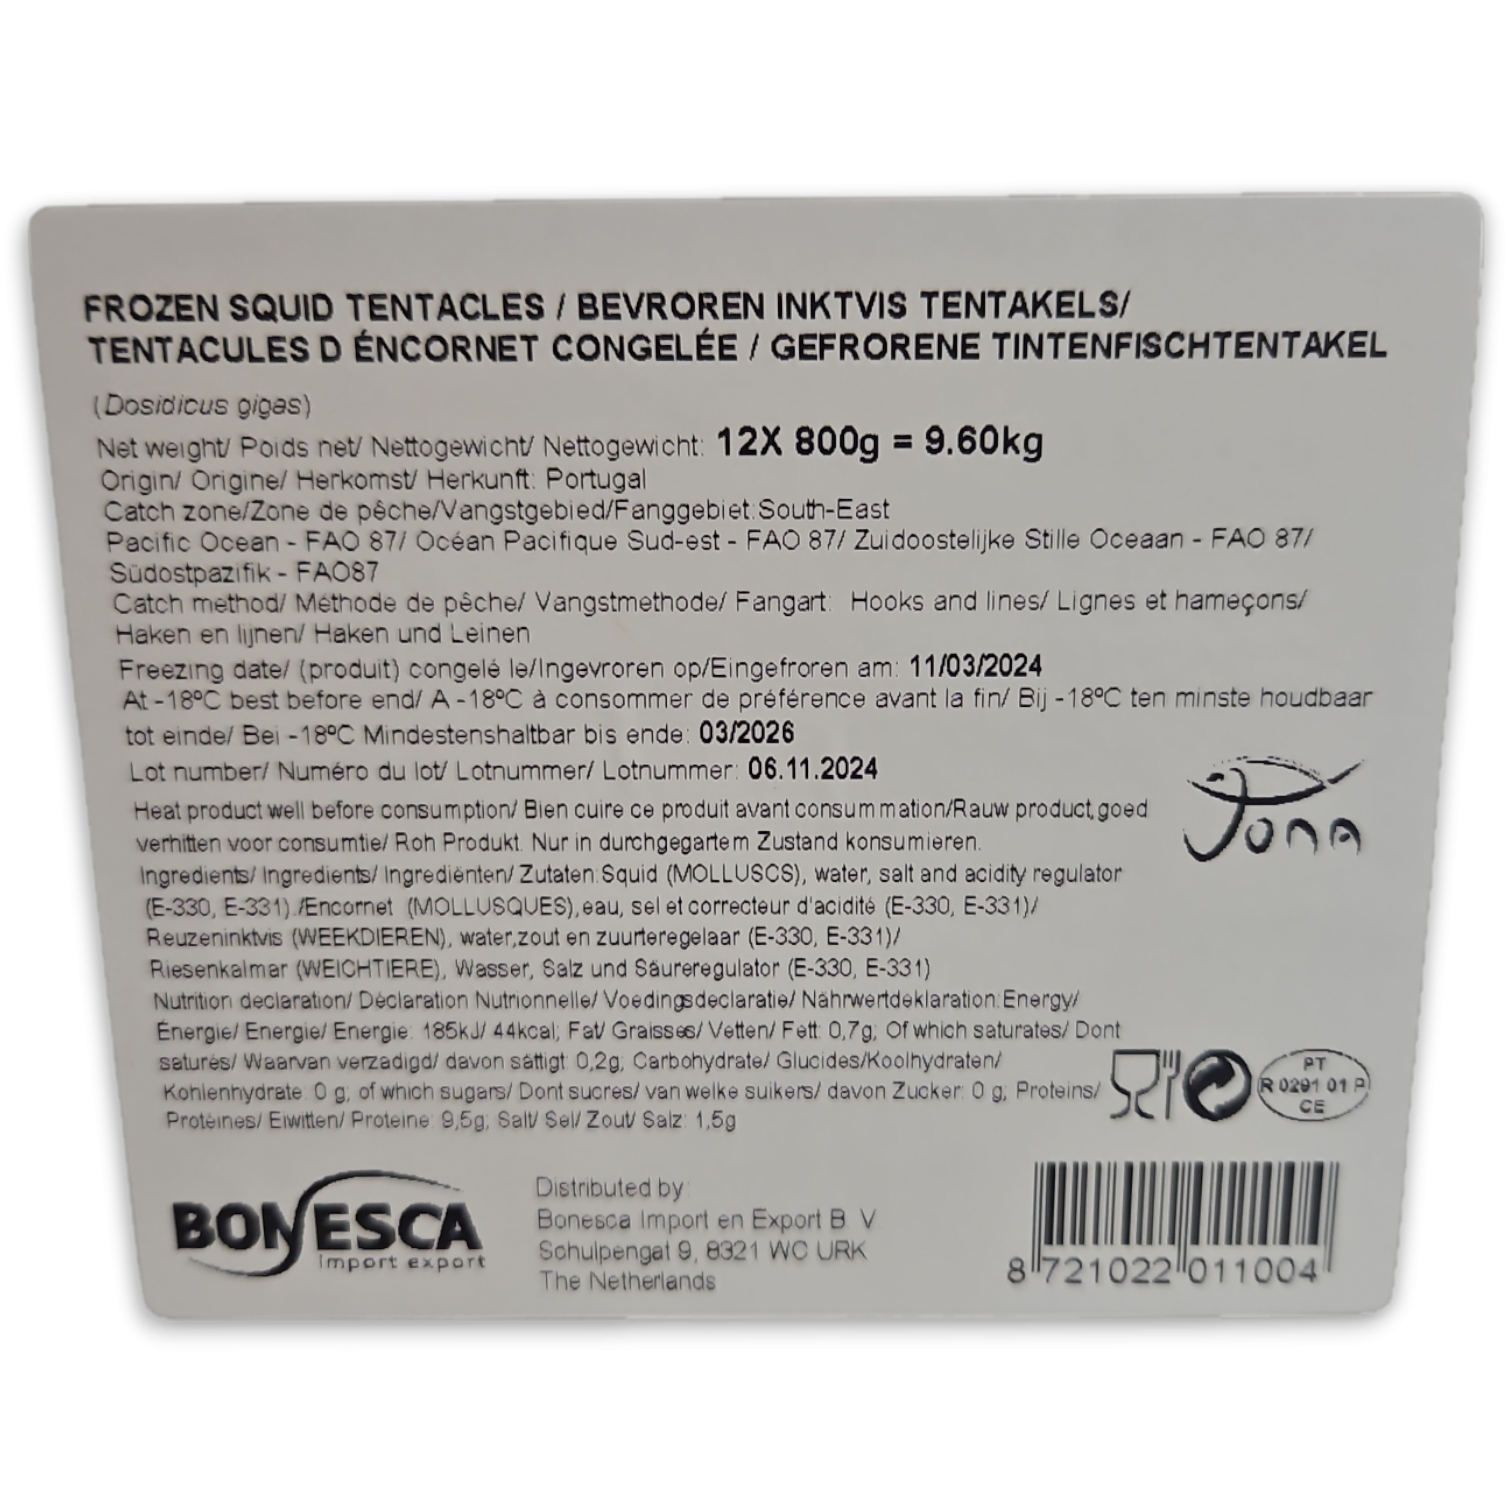 FROZEN SQUID TENTACLES / BEVROREN INKTVIS TENTAKELS/
TENTACULES D ÉNCORNET CONGELÉE / GEFRORENE TINTENFISCHTENTAKEL
(Dosidicus gigas)
Net weight/ Poids net/ Nettogewicht/ Nettogewicht: 12X 800g = 9.60kg
Origin/ Origine/ Herkomst/ Herkunft: Portugal
Catch zone/Zone de pêche/Vangstgebied/Fanggebiet:South-East
Pacific Ocean - FAO 87/ Océan Pacifique Sud-est - FAO 87/ Zuidoostelijke Stille Oceaan - FAO 87/
Südostpazifik - FAO87
Catch method/ Méthode de pêche/ Vangstmethode/ Fangart: Hooks and lines/ Lignes et hameçons/
Haken en lijnen/ Haken und Leinen
Freezing date/ (produit) congelé le/Ingevroren op/Eingefroren am: 11/03/2024
At -18ºC best before end/ A -18ºC à consommer de préférence avant la fin/ Bij -18ºC ten minste houdbaar
tot einde/ Bei -18ºC Mindestenshaltbar bis ende: 03/2026
Lot number/ Numéro du lot/ Lotnummer/ Lotnummer: 06.11.2024
Jona
Heat product well before consumption/ Bien cuire ce produit avant consummation/Rauw product,goed
verhitten voor consumtie/ Roh Produkt. Nur in durchgegartem Zustand konsumieren.
Ingredients/ Ingredients/ Ingrediënten/ Zutaten:Squid (MOLLUSCS), water, salt and acidity regulator
(E-330, E-331)./Encornet (MOLLUSQUES),eau, sel et correcteur d'acidité (E-330, E-331)/
Reuzeninktvis (WEEKDIEREN), water,zout en zuurteregelaar (E-330, E-331)/
Riesenkalmar (WEICHTIERE), Wasser, Salz und Säureregulator (E-330, E-331)
Nutrition declaration/ Déclaration Nutrionnelle/ Voedingsdeclaratie/ Nährwertdeklaration:Energy/
Énergie/ Energie/ Energie: 185kJ/ 44kcal; Fat/ Graisses/ Vetten/ Fett: 0,7g; Of which saturates/ Dont
saturés/ Waarvan verzadigd/ davon sättigt: 0,2g; Carbohydrate/ Glucides/Koolhydraten/
Kohlenhydrate: 0 g; of which sugars/ Dont sucres/ van welke suikers/ davon Zucker: 0 g, Proteins/
Protéines/ Eiwitten/ Proteine: 9,5g; Salt/ Sel/ Zout/ Salz: 1,5g
PT
R 0291 01 P
CE
BONESCA
import export
Distributed by:
Bonesca Import en Export B. V
Schulpengat 9, 8321 WC URK
The Netherlands
8 721022 011004